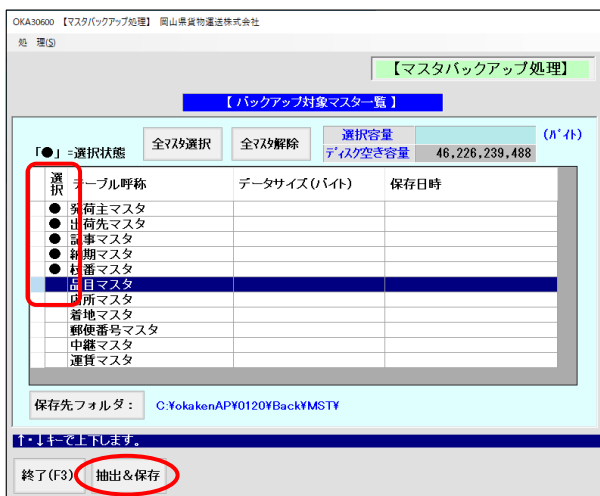 OKA30600 【マスタバックアップ処理】 岡山県貨物運送株式会社
処 理(S)
【マスタバックアップ処理】
【 バックアップ対象マスター覧 】
「●」=選択状態
全マスタ選択
全マスタ解除
選択容量
(バイト)
ディスク空き容量 46,226,239,488
選択 テーブル呼称 データサイズ(バイト) 保存日時
● 発荷主マスタ
● 出荷先マスタ
● 記事マスタ
● 納期マスタ
● 枝番マスタ
品目マスタ
店所マスタ
着地マスタ
郵便番号マスタ
中継マスタ
運賃マスタ
保存先フォルダ: C:¥okakenAP¥0120¥Back¥MST¥
↑・↓キーで上下します。
終了(F3) 抽出&保存